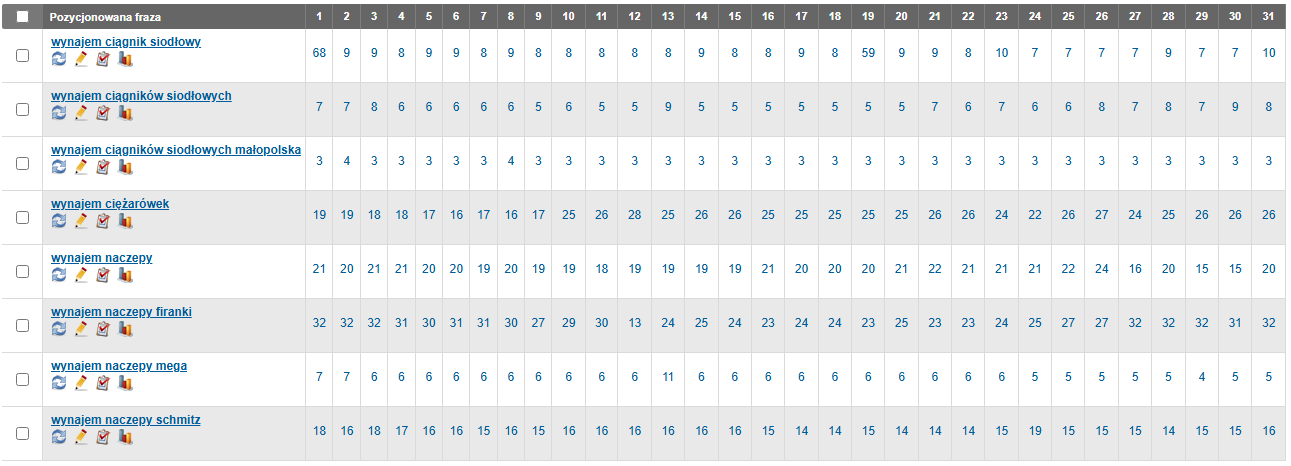 Pozycjonowana fraza 1 2 3 4 5 6 7 8 9 10 11 12 13 14 15 16 17 18 19 20 21 22 23 24 25 26 27 28 29 30 31
wynajem ciągnik siodłowy 68 9 9 8 9 9 8 9 8 8 8 8 8 9 8 8 9 8 59 9 9 8 10 7 7 7 7 9 7 7 10
wynajem ciągników siodłowych 7 7 8 6 6 6 6 6 5 6 5 5 9 5 5 5 5 5 5 5 7 6 7 6 6 8 7 8 7 9 8
wynajem ciągników siodłowych małopolska 3 4 3 3 3 3 3 4 3 3 3 3 3 3 3 3 3 3 3 3 3 3 3 3 3 3 3 3 3 3 3
wynajem ciężarówek 19 19 18 18 17 16 17 16 17 25 26 28 25 26 26 25 25 25 25 25 26 26 24 22 26 27 24 25 26 26 26
wynajem naczepy 21 20 21 21 20 20 19 20 19 19 18 19 19 19 19 21 20 20 20 21 22 21 21 21 22 24 16 20 15 15 20
wynajem naczepy firanki 32 32 32 31 30 31 31 30 27 29 30 13 24 25 24 23 24 24 23 25 23 23 24 25 27 27 32 32 32 31 32
wynajem naczepy mega 7 7 6 6 6 6 6 6 6 6 6 6 11 6 6 6 6 6 6 6 6 6 6 5 5 5 5 5 4 5 5
wynajem naczepy schmitz 18 16 18 17 16 16 15 16 15 16 16 16 16 16 16 15 14 14 15 14 14 14 15 19 15 15 15 14 15 15 16